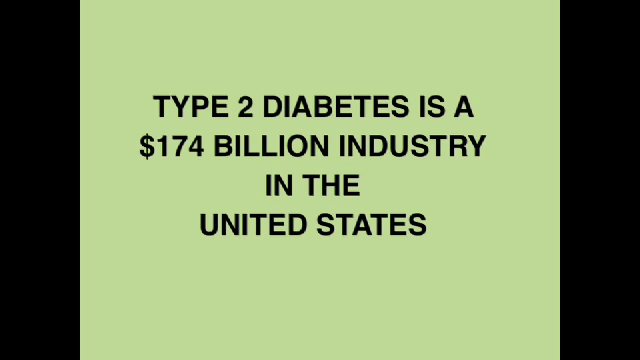 TYPE 2 DIABETES IS A
$174 BILLION INDUSTRY
IN THE
UNITED STATES